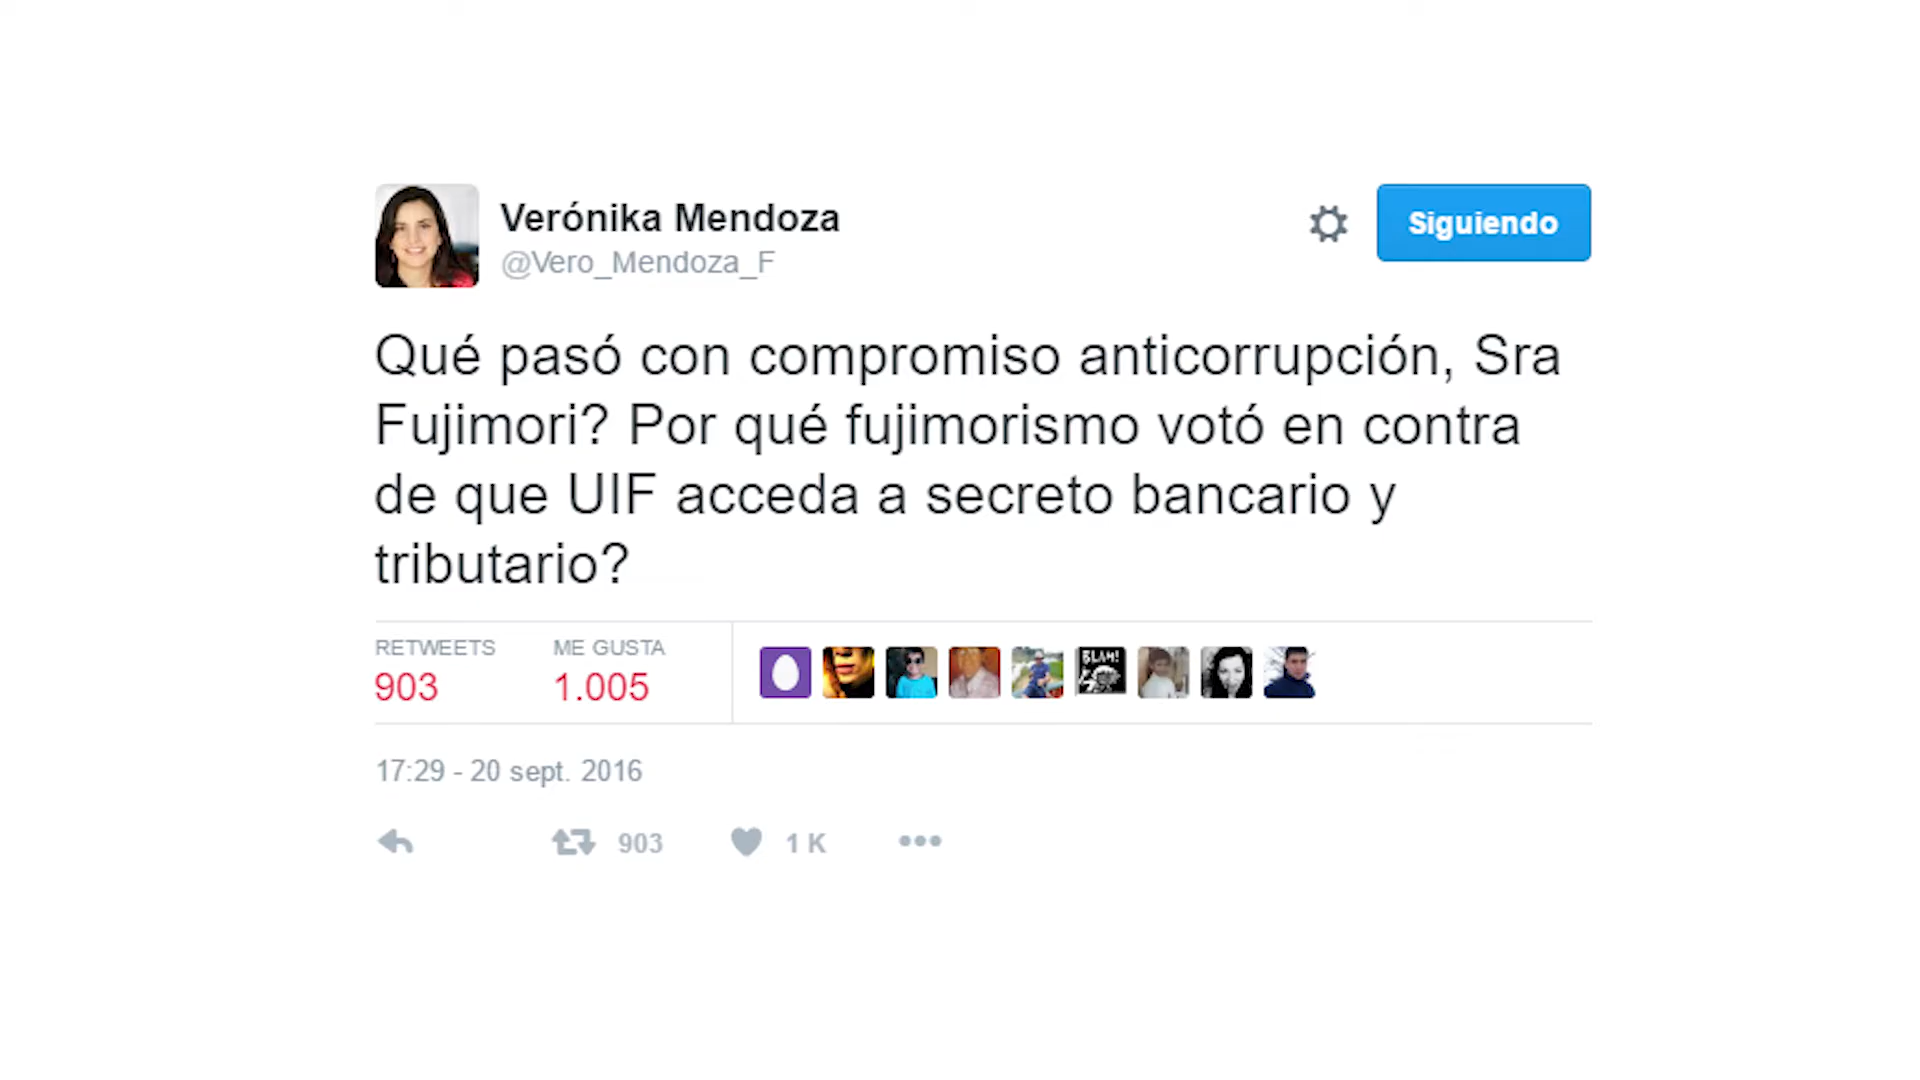 Verónika Mendoza
@Vero_Mendoza_F
Siguiendo
Qué pasó con compromiso anticorrupción, Sra
Fujimori? Por qué fujimorismo votó en contra
de que UIF acceda a secreto bancario y
tributario?
RETWEETS
903
ME GUSTA
1.005
BLAM!
17:29 - 20 sept. 2016
903
1 K